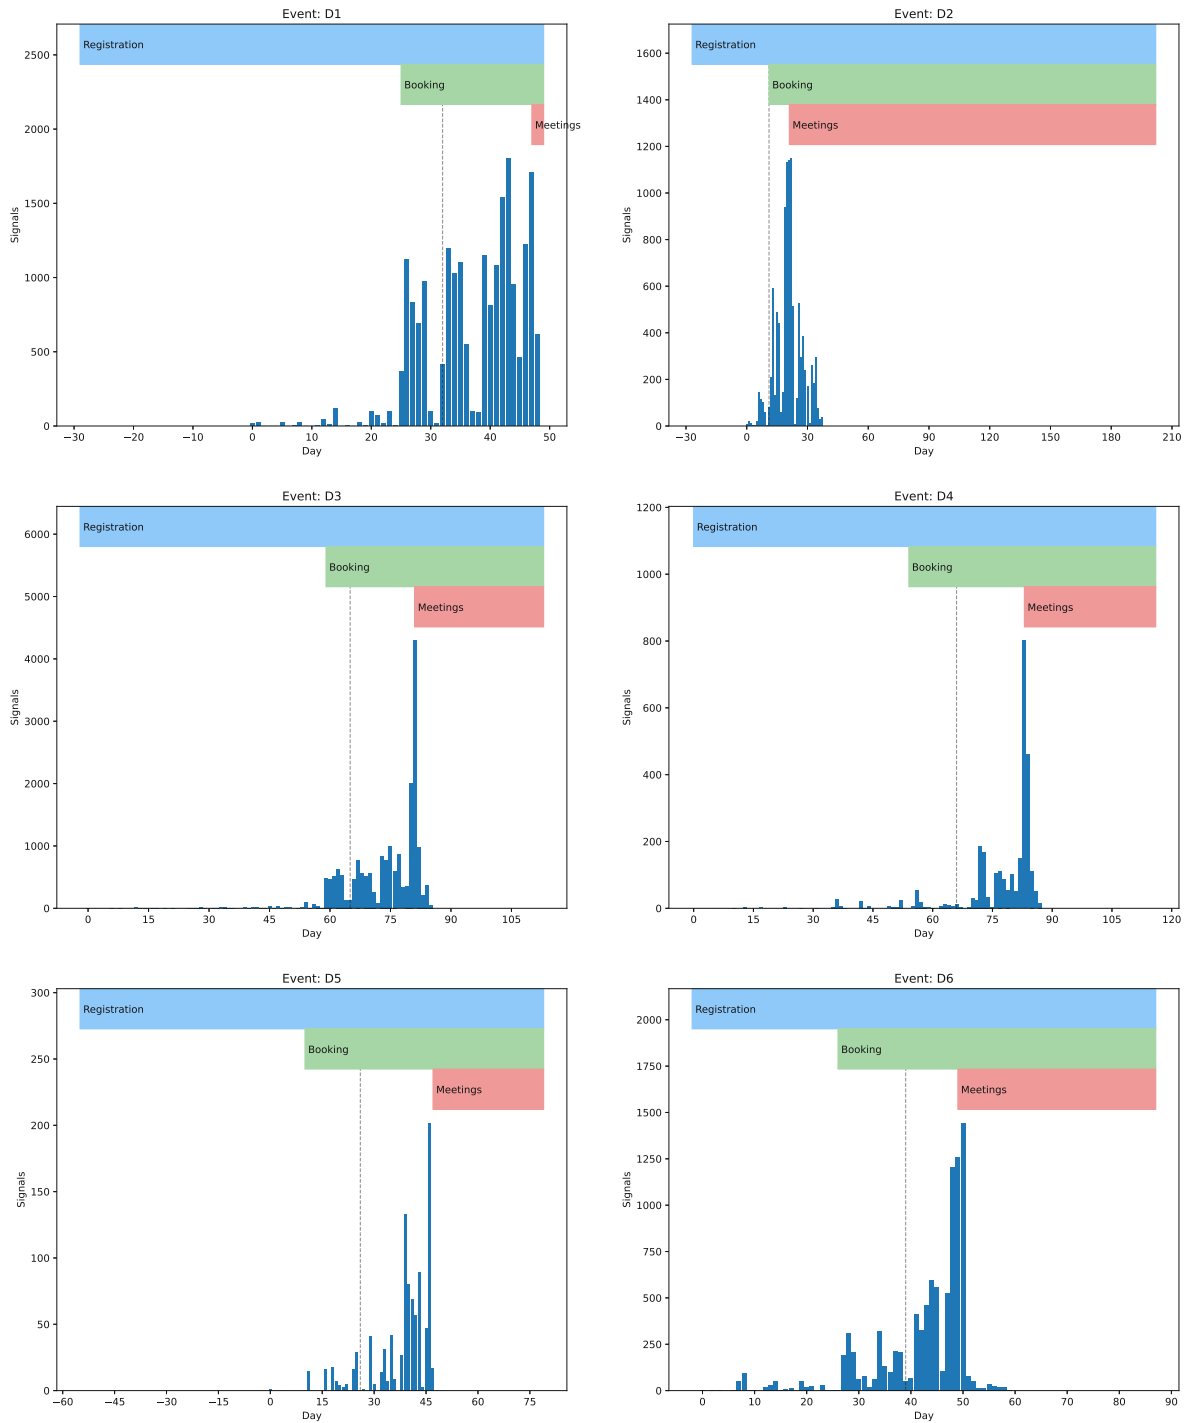 Event: D1
2500
2000
1500
1000
500
0
Signals
Registration
Booking
Meetings
−30 −20 −10 0 10 20 30 40 50
Day
Event: D2
1600
1400
1200
1000
800
600
400
200
0
Signals
Registration
Booking
Meetings
−30 0 30 60 90 120 150 180 210
Day
Event: D3
6000
5000
4000
3000
2000
1000
0
Signals
Registration
Booking
Meetings
0 15 30 45 60 75 90 105
Day
Event: D4
1200
1000
800
600
400
200
0
Signals
Registration
Booking
Meetings
0 15 30 45 60 75 90 105 120
Day
Event: D5
300
250
200
150
100
50
0
Signals
Registration
Booking
Meetings
−60 −45 −30 −15 0 15 30 45 60 75
Day
Event: D6
2000
1750
1500
1250
1000
750
500
250
0
Signals
Registration
Booking
Meetings
0 10 20 30 40 50 60 70 80 90
Day